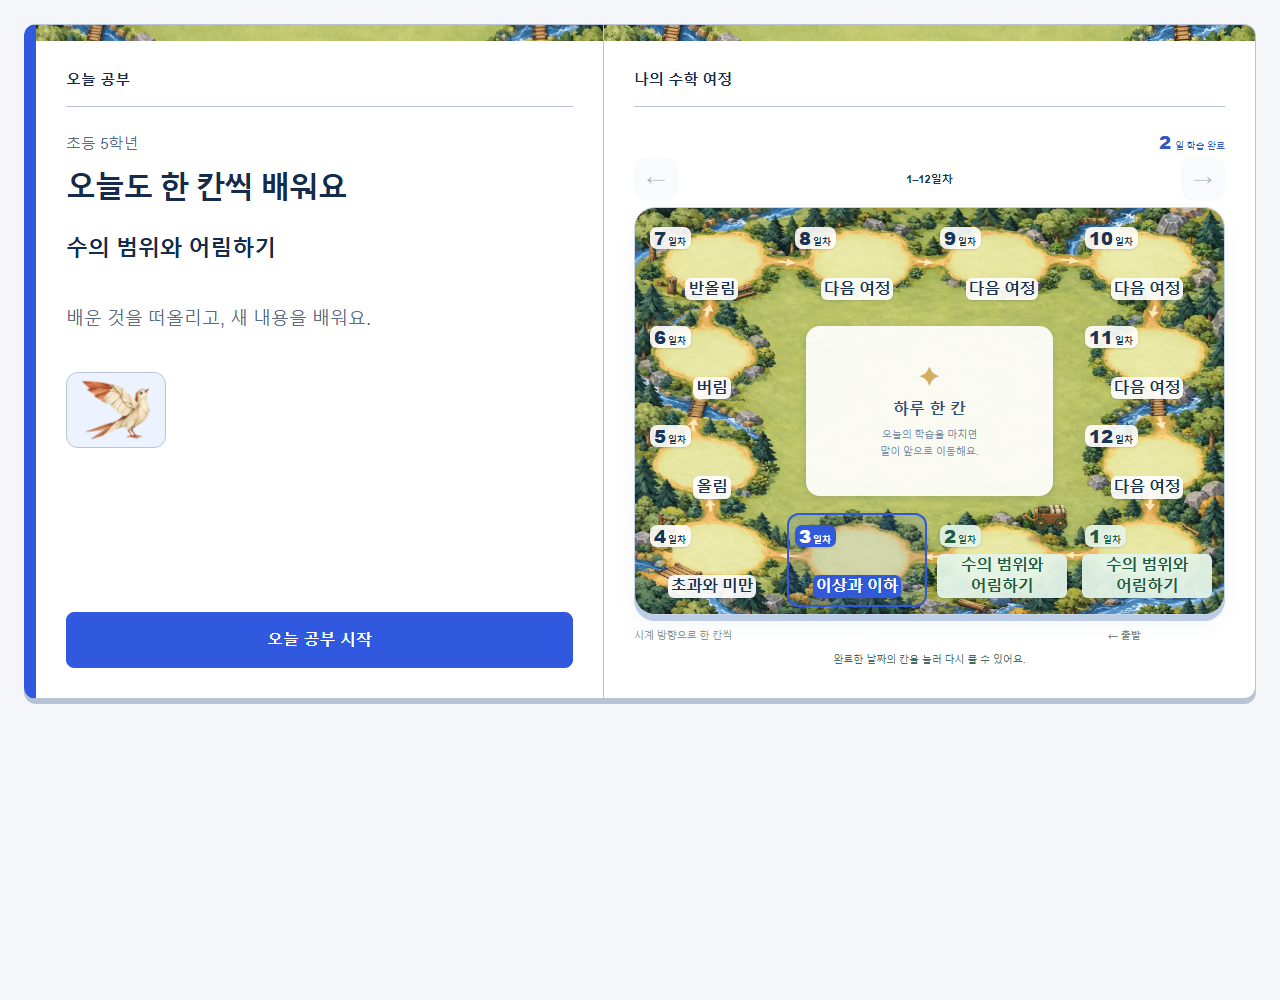 오늘 공부
초등 5학년
오늘도 한 칸씩 배워요
수의 범위와 어림하기
배운 것을 떠올리고, 새 내용을 배워요.
오늘 공부 시작
나의 수학 여정
2 일 학습 완료
←
1–12일차
→
7 일차
반올림
8 일차
다음 여정
9 일차
다음 여정
10 일차
다음 여정
6 일차
버림
11 일차
다음 여정
하루 한 칸
오늘의 학습을 마치면
말이 앞으로 이동해요.
5 일차
올림
12 일차
다음 여정
4 일차
초과와 미만
3 일차
이상과 이하
2 일차
수의 범위와
어림하기
1 일차
수의 범위와
어림하기
시계 방향으로 한 칸씩
← 출발
완료한 날짜의 칸을 눌러 다시 풀 수 있어요.